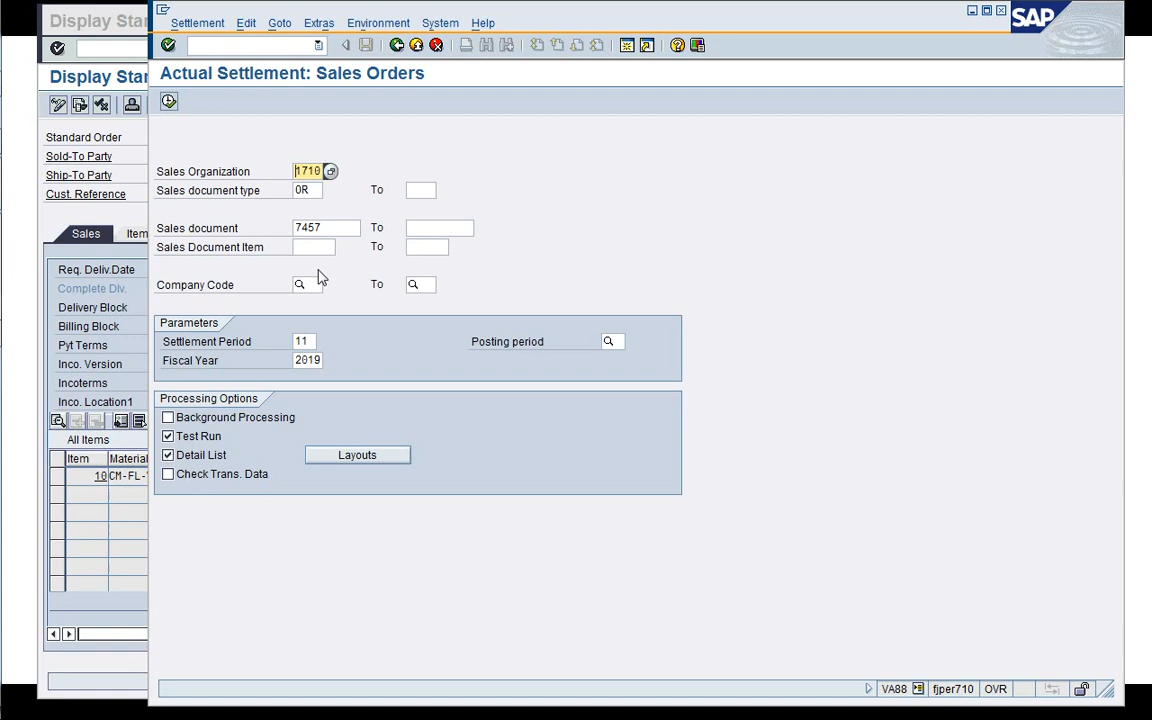 Display Sta
Settlement Edit Goto Extras Environment System Help
SAP
Display Star
Actual Settlement: Sales Orders
Standard Order
Sold-To Party
Ship-To Party
Cust. Reference
Sales Item
Req. Deliv.Date
Complete Dlv.
Delivery Block
Billing Block
Pyt Terms
Inco. Version
Incoterms
Inco. Location1
All Items
Item Material
10 CM-FL-
Sales Organization 1710
Sales document type OR To
Sales document 7457 To
Sales Document Item To
Company Code To
Parameters
Settlement Period 11 Posting period
Fiscal Year 2019
Processing Options
Background Processing
Test Run
Detail List Layouts
Check Trans. Data
VA88 fjper710 OVR